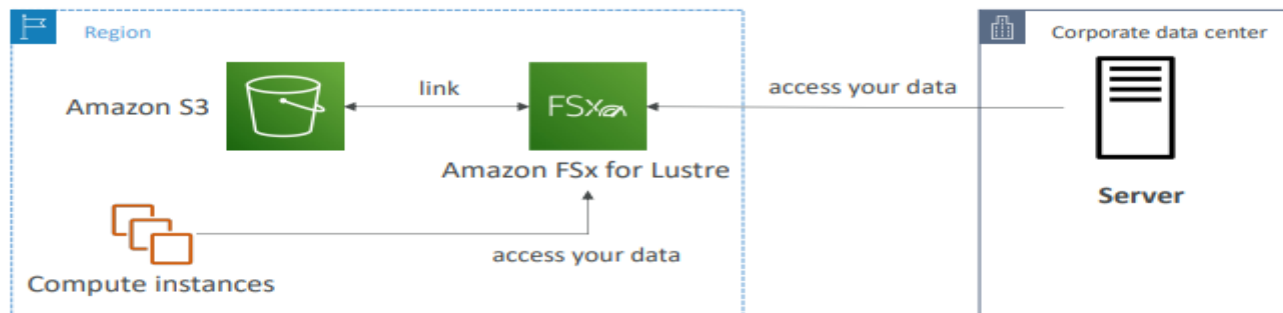 Region
Corporate data center
Amazon S3
link
FSx
access your data
Amazon FSx for Lustre
Server
access your data
Compute instances